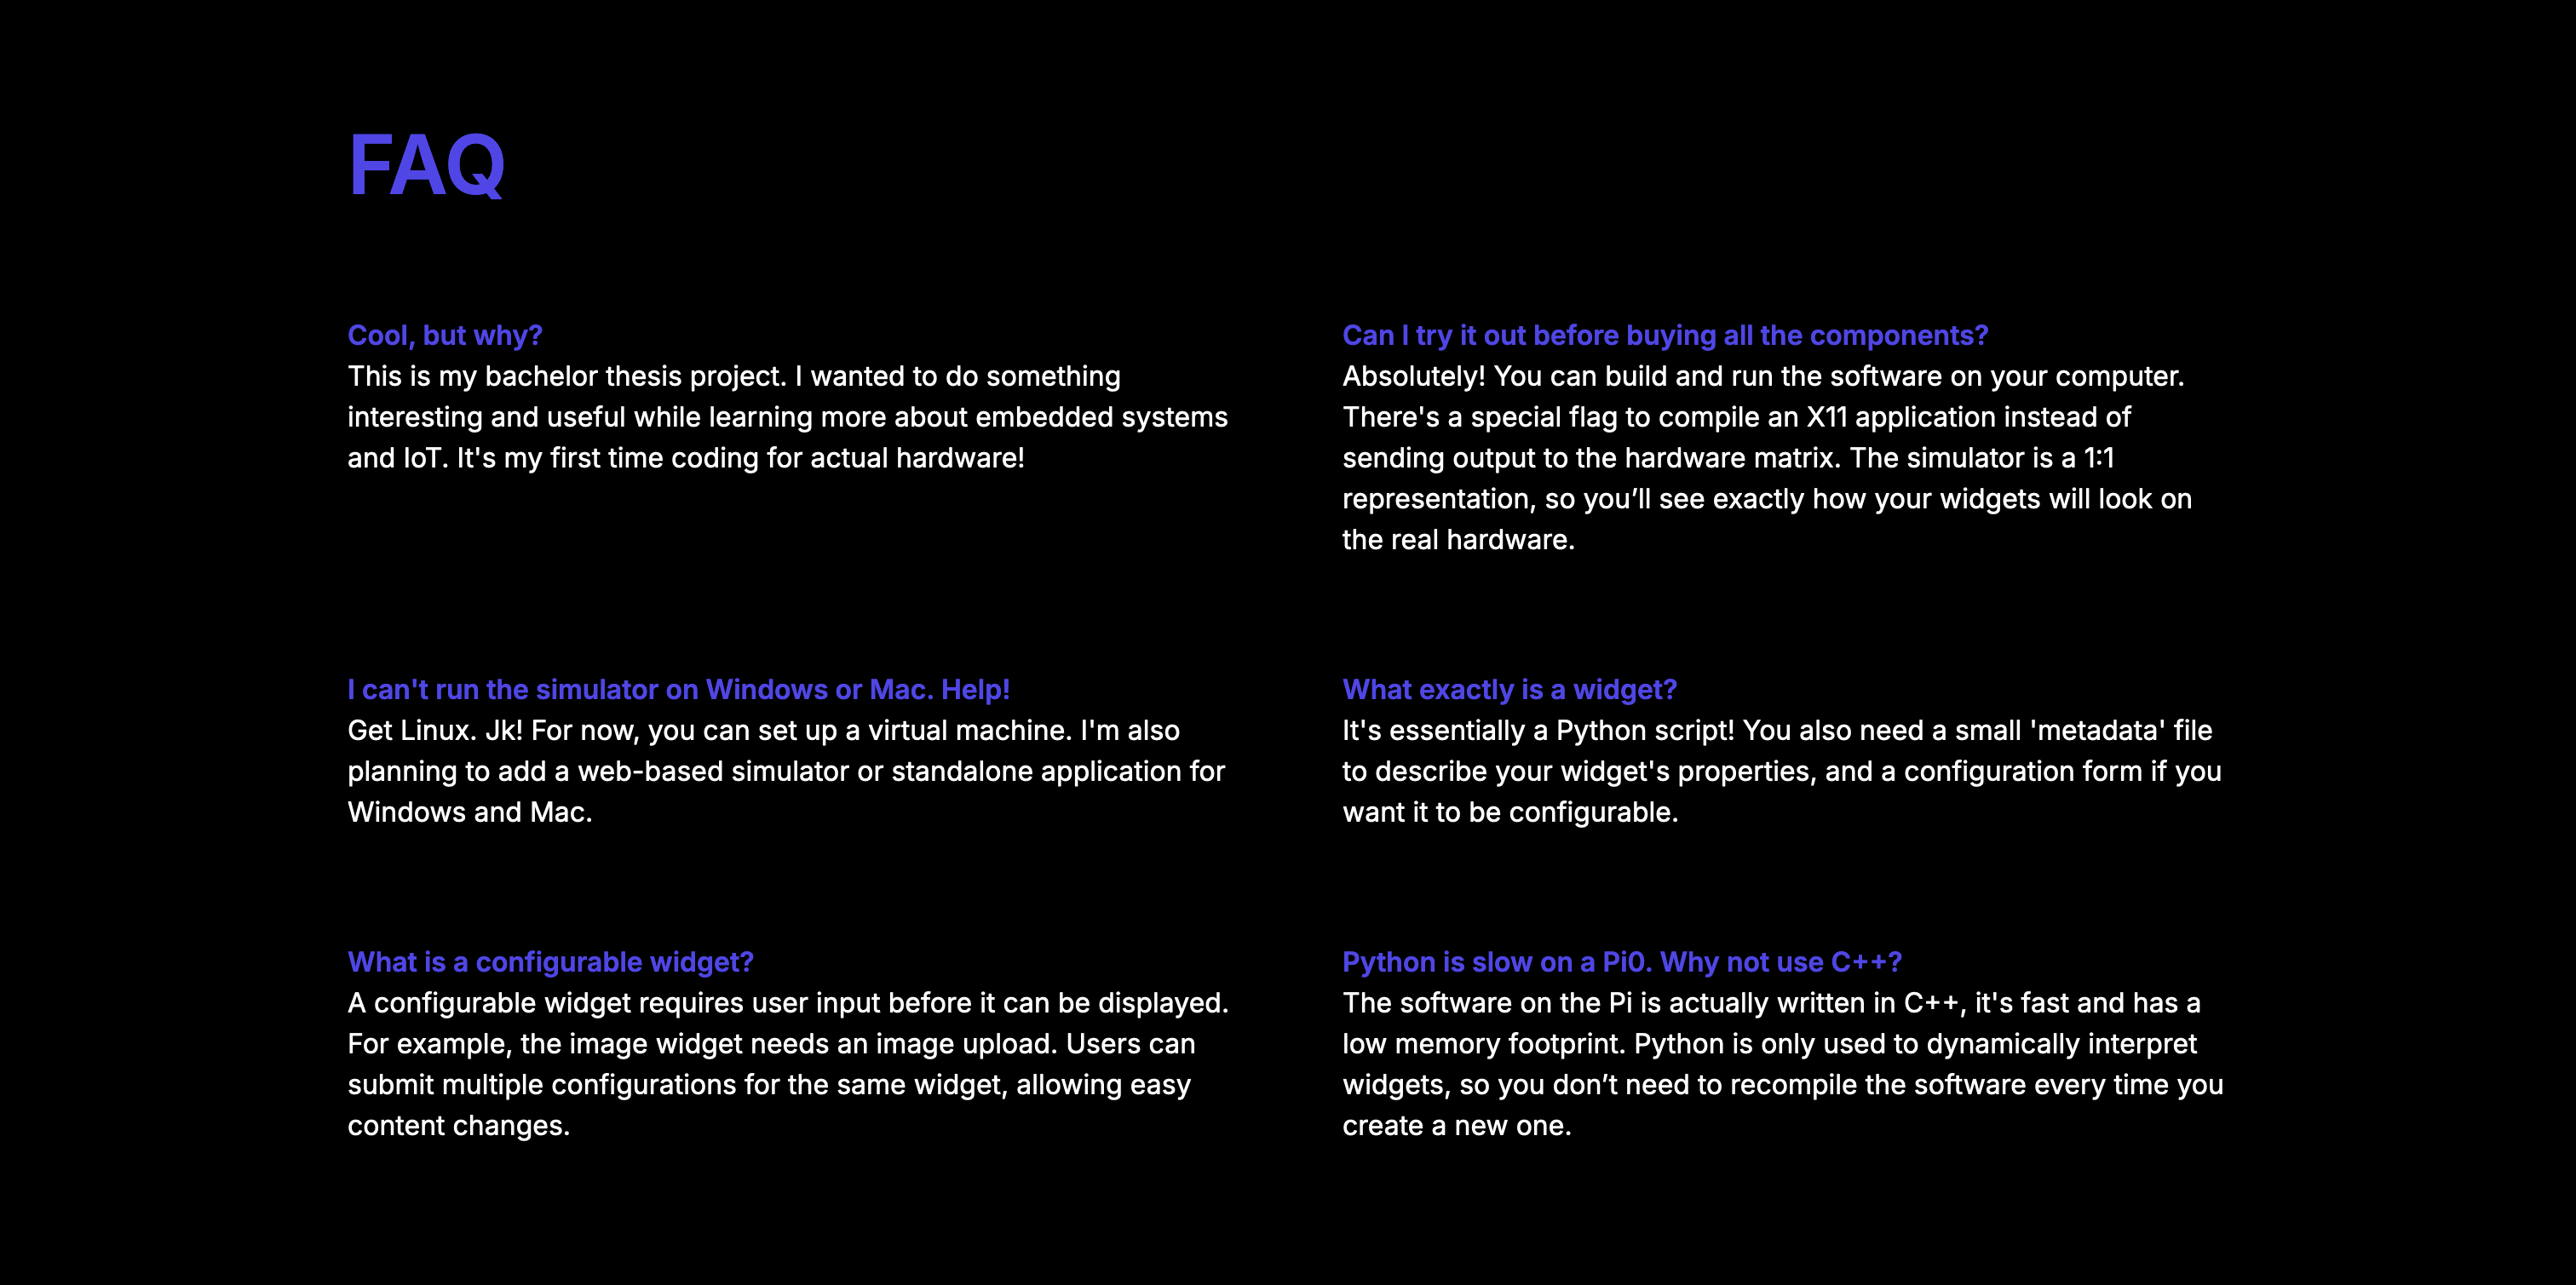 FAQ
Cool, but why?
This is my bachelor thesis project. I wanted to do something
interesting and useful while learning more about embedded systems
and IoT. It's my first time coding for actual hardware!
Can I try it out before buying all the components?
Absolutely! You can build and run the software on your computer.
There's a special flag to compile an X11 application instead of
sending output to the hardware matrix. The simulator is a 1:1
representation, so you’ll see exactly how your widgets will look on
the real hardware.
I can't run the simulator on Windows or Mac. Help!
Get Linux. Jk! For now, you can set up a virtual machine. I'm also
planning to add a web-based simulator or standalone application for
Windows and Mac.
What exactly is a widget?
It's essentially a Python script! You also need a small 'metadata' file
to describe your widget's properties, and a configuration form if you
want it to be configurable.
What is a configurable widget?
A configurable widget requires user input before it can be displayed.
For example, the image widget needs an image upload. Users can
submit multiple configurations for the same widget, allowing easy
content changes.
Python is slow on a Pi0. Why not use C++?
The software on the Pi is actually written in C++, it's fast and has a
low memory footprint. Python is only used to dynamically interpret
widgets, so you don’t need to recompile the software every time you
create a new one.